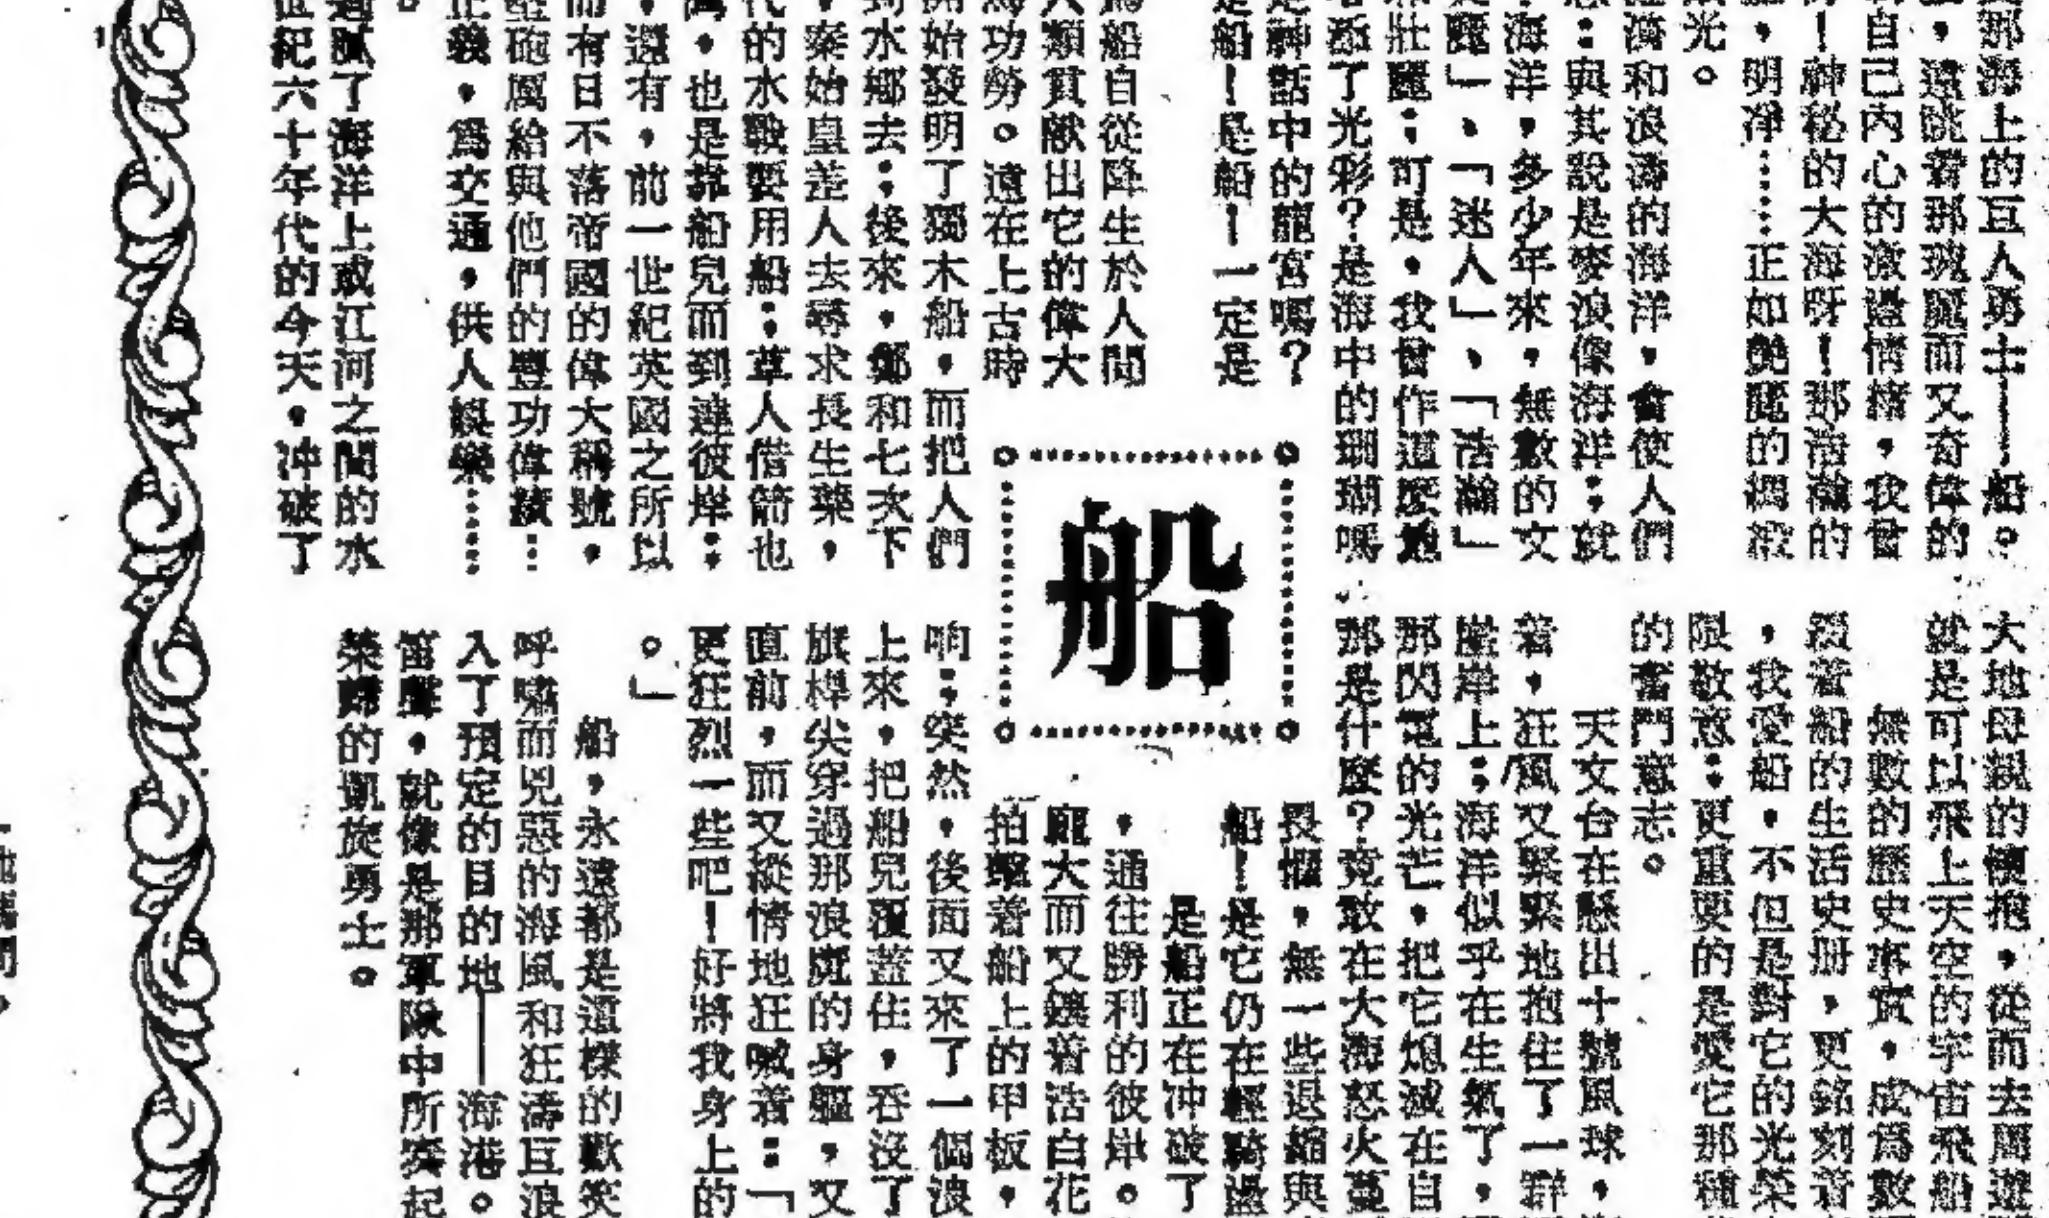 那海上的巨人勇士——船。
，遠眺着那瑰麗而又奇偉的
自己內心的激盪情緒，我曾
！神秘的大海呀！那浩瀚的
，明淨……正如艷麗的綢緞
光。
濤和浪濤的海洋，會使人們
：與其說是麥浪像海洋；就
海洋，多少年來，無數的文
麗」、「迷人」、「浩瀚」
壯麗；可是，我曾作這麼想
添了光彩？是海中的珊瑚嗎
是神話中的龍宮嗎？
是船！是船！一定是
船
船自從降生於人間
人類貢献出它的偉大
功勞。遠在上古時
開始發明了獨木船，而把人們
到水鄉去；後來，鄭和七次下
，秦始皇差人去尋求長生藥，
代的水戰要用船；草人借箭也
，也是靠船兒而到達彼岸；
，還有，前一世紀英國之所以
而有日不落帝國的偉大稱號，
堅砲風給與他們的豐功偉績…
正義，爲交通，供人娛樂……
。
遍膩了海洋上或江河之間的水
世紀六十年代的今天，冲破了
大地母親的懷抱，從而去周遊
就是可以飛上天空的宇宙飛船
無數的歷史事實，成爲數
着船的生活史册，更銘刻着
，我愛船，不但是對它的光榮
限敬意；更重要的是愛它那種
的奮鬥意志。
天文台在懸出十號風球，
着，狂風又緊緊地抱住了一群
崖岸上；海洋似乎在生氣了，
那閃電的光芒，把它熄滅在自
那是什麼？竟敢在大海怒火蔓
畏懼，無一些退縮與
船！是它仍在輕騎過
是船正在冲破了
，通往勝利的彼岸。
龐大而又鑲着浩白花
拍擊着船上的甲板，
响；突然，後面又來了一個浪
上來，把船兒覆蓋住，吞沒了
旗桿尖穿過那浪魔的身軀，又
直前，而又縱情地狂喊着：「
更狂烈一些吧！好將我身上的
。」
船，永遠都是這樣的歡笑
呼嘯而兇惡的海風和狂濤巨浪
入了預定的目的地——海港。
笛聲，就像是那軍隊中所奏起
榮歸的凱旋勇士。